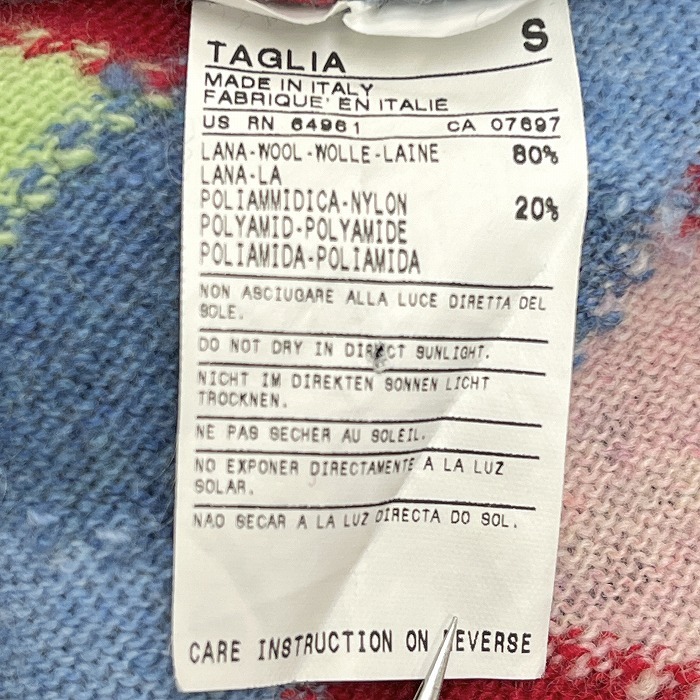 TAGLIA S
MADE IN ITALY
FABRIQUE' EN ITALIE
US RN 64961 CA 07697
LANA-WOOL-WOLLE-LAINE 80%
LANA-LA
POLIAMMIDICA-NYLON 20%
POLYAMID-POLYAMIDE
POLIAMIDA-POLIAMIDA
NON ASCIUGARE ALLA LUCE DIRETTA DEL
SOLE.
DO NOT DRY IN DIRECT SUNLIGHT.
NICHT IM DIREKTEN SONNEN LICHT
TROCKNEN.
NE PAS SECHER AU SOLEIL.
NO EXPONER DIRECTAMENTE A LA LUZ
SOLAR.
NAO SECAR A LA LUZ DIRECTA DO SOL.
CARE INSTRUCTION ON REVERSE